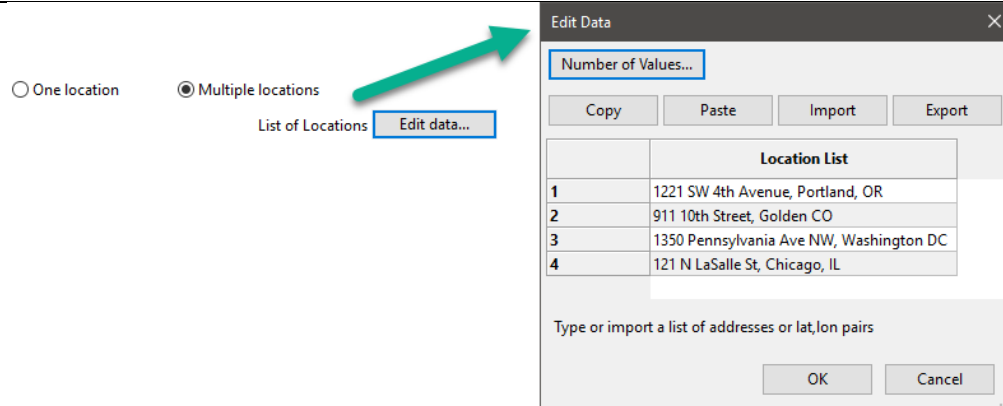 One location
Multiple locations
List of Locations
Edit data...
Edit Data
Number of Values...
Copy
Paste
Import
Export
Location List
1 1221 SW 4th Avenue, Portland, OR
2 911 10th Street, Golden CO
3 1350 Pennsylvania Ave NW, Washington DC
4 121 N LaSalle St, Chicago, IL
Type or import a list of addresses or lat,lon pairs
OK
Cancel